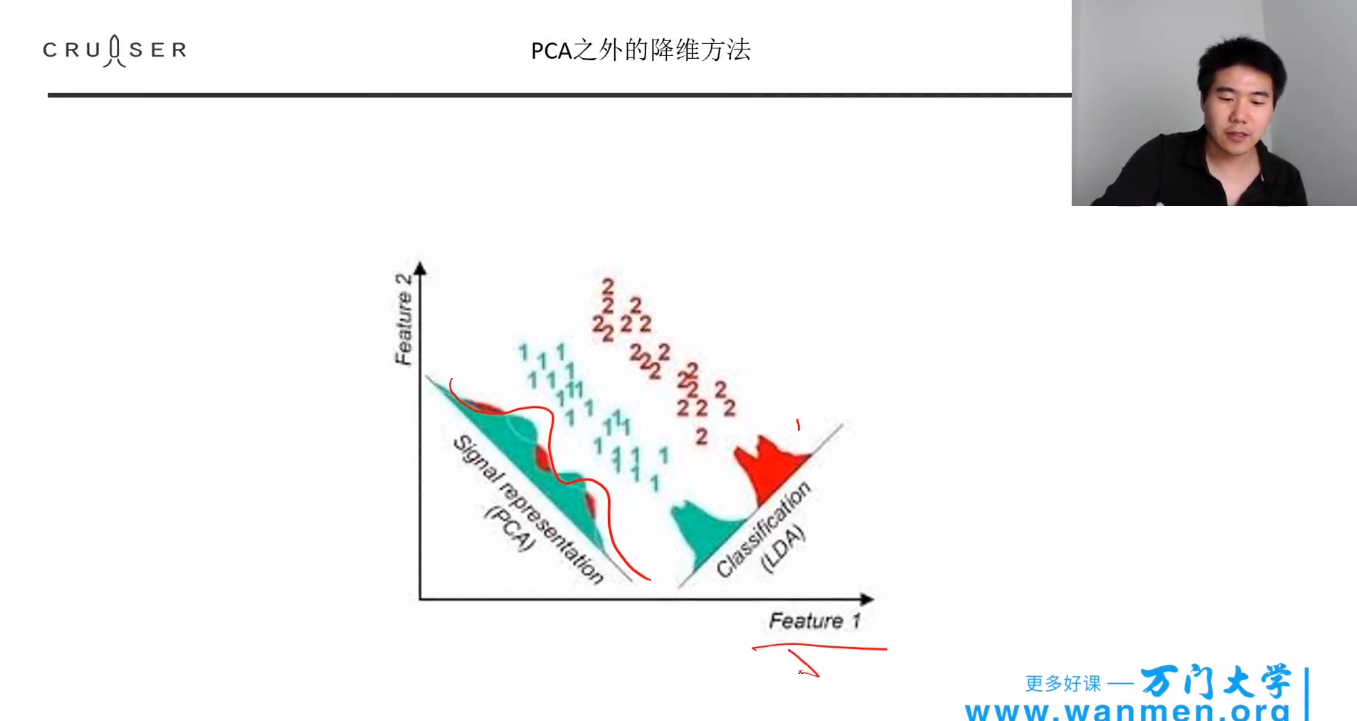 CRUISER
PCA之外的降维方法
Feature 2
Signal representation
(PCA)
Classification
(LDA)
Feature 1
更多好课 — 万门大学
www.wanmen.org